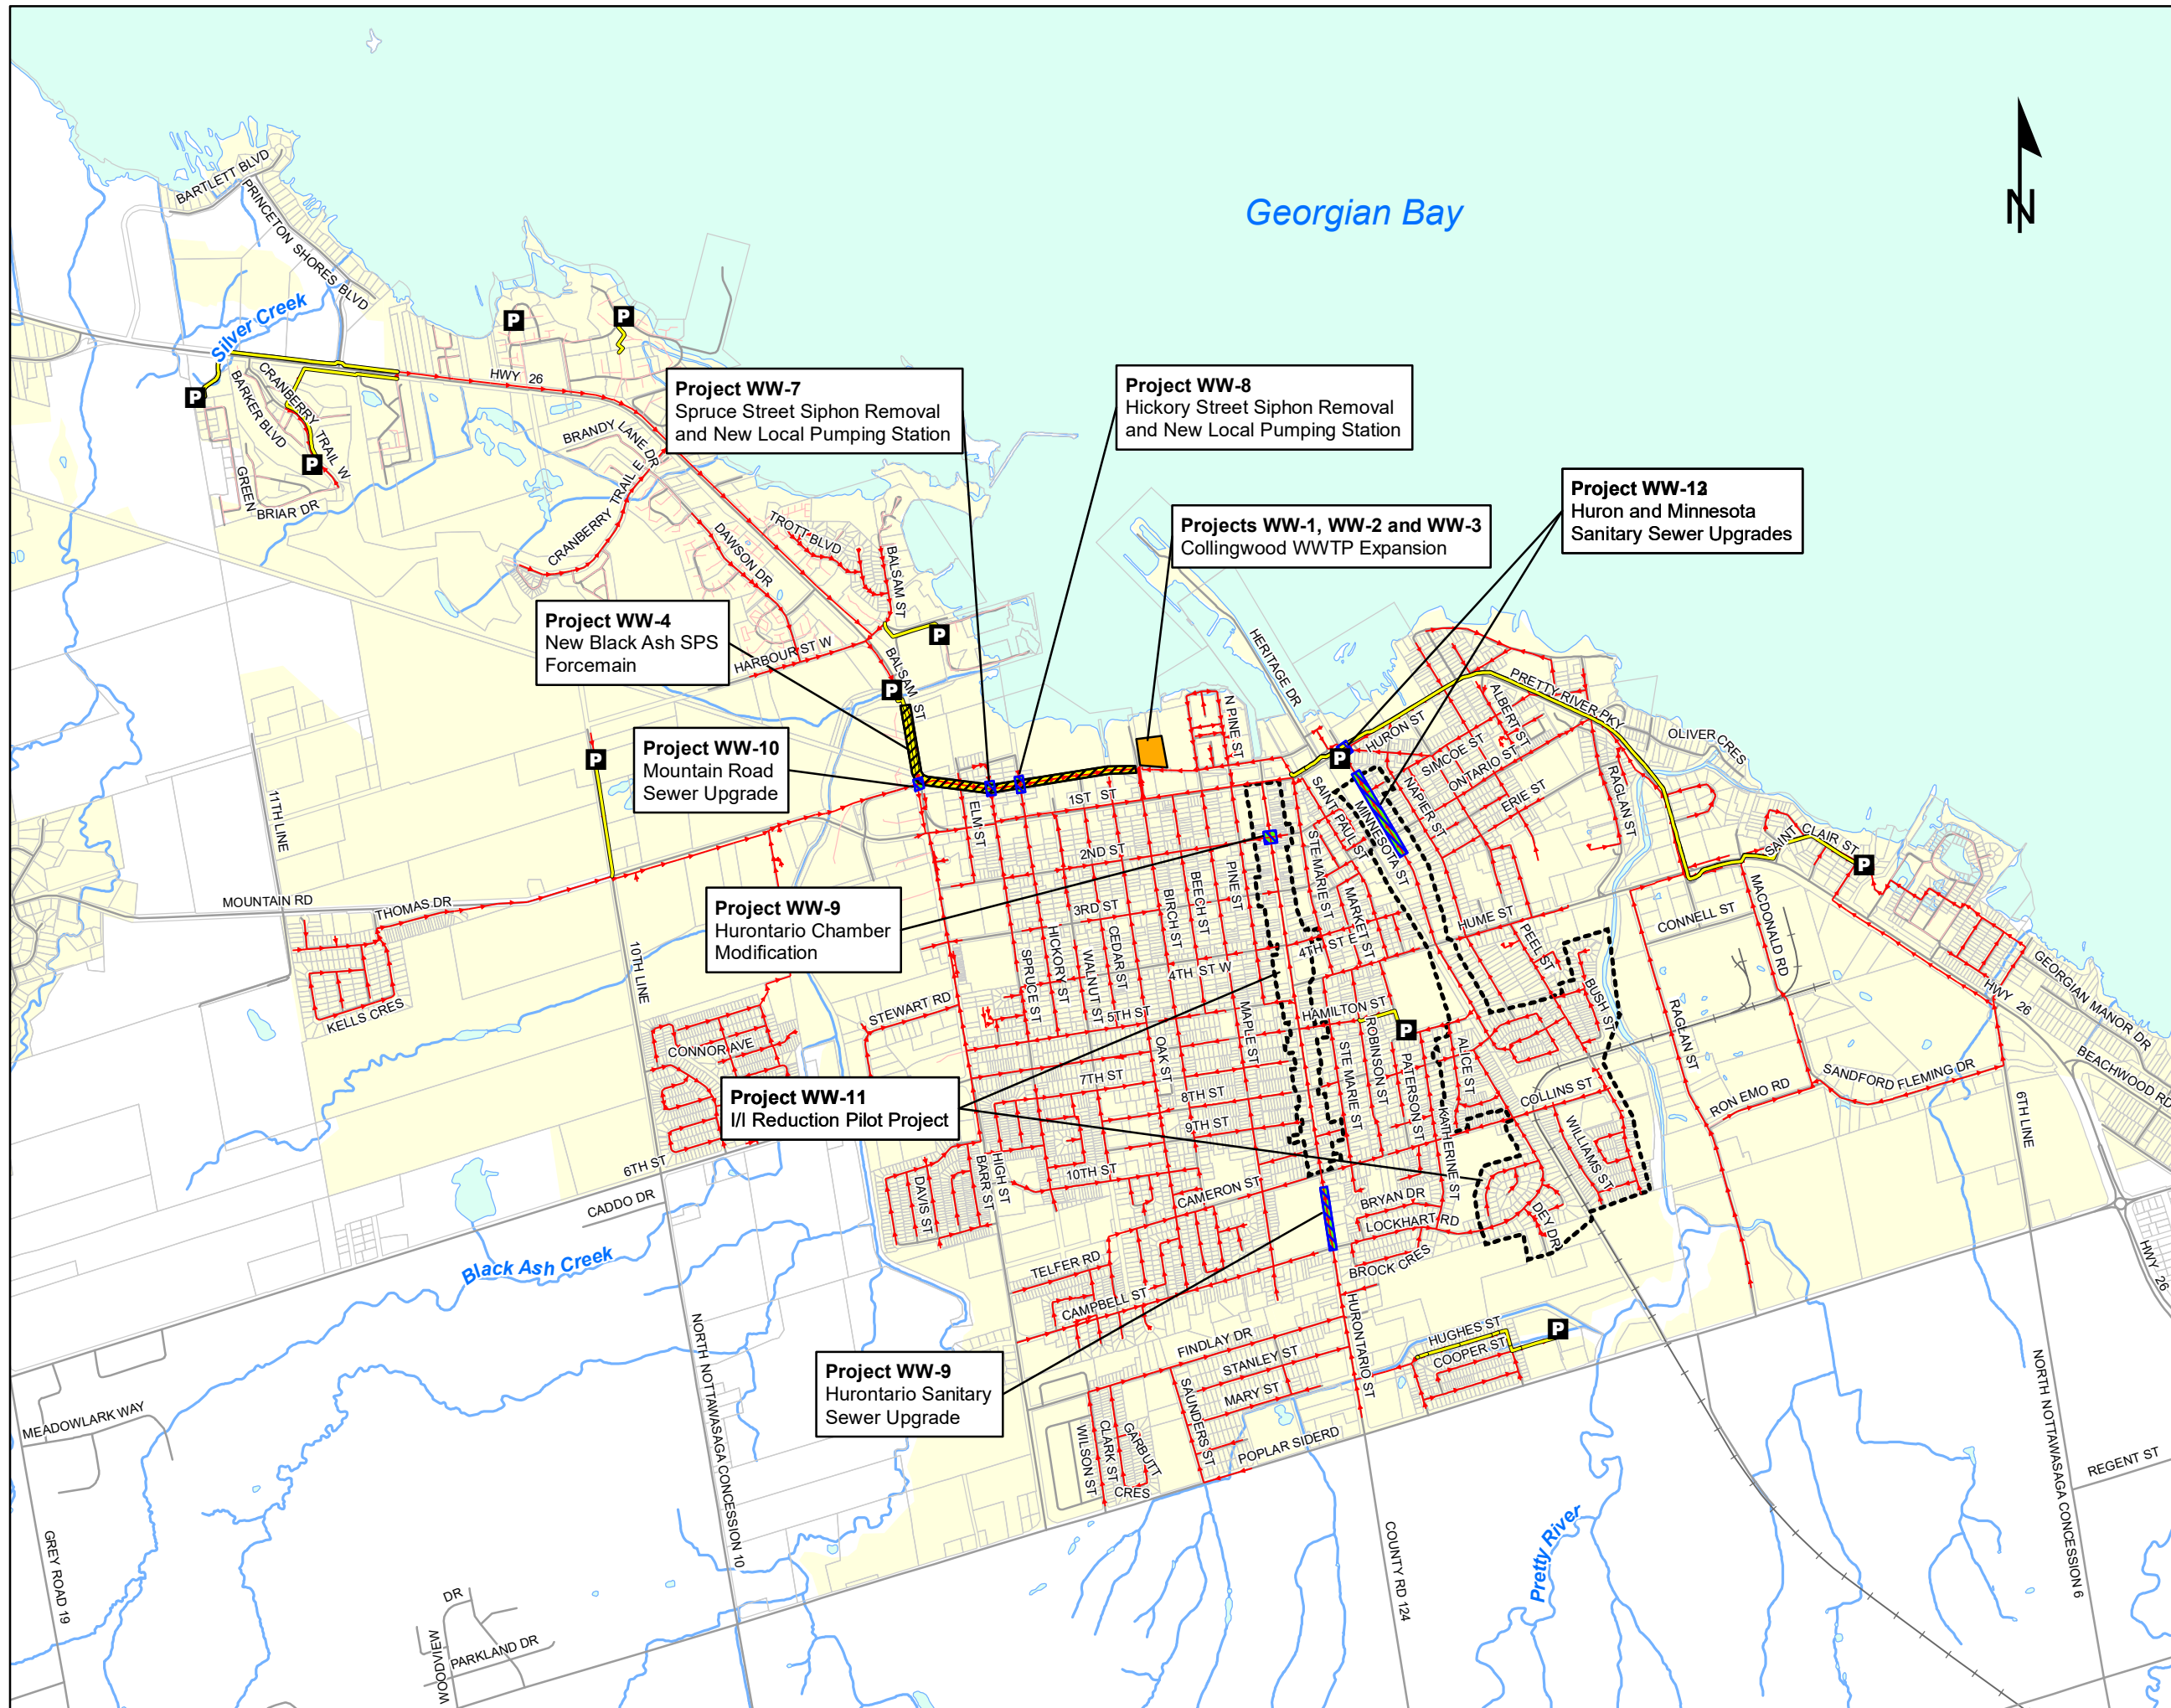 Georgian Bay
N
BARTLETT BLVD
PRINCETON SHORES BLVD
Silver Creek
P
P
P
P
HWY 26
CRANBERRY TRAIL W
BARKER BLVD
GREEN
BRIAR DR
BRANDY LANE DR
CRANBERRY TRAIL E
DAWSON DR
TROTT BLVD
BALSAM ST
HARBOUR ST W
BALSAM ST
P
P
P
Project WW-7
Spruce Street Siphon Removal
and New Local Pumping Station
Project WW-8
Hickory Street Siphon Removal
and New Local Pumping Station
Projects WW-1, WW-2 and WW-3
Collingwood WWTP Expansion
Huron and Minnesota
Sanitary Sewer Upgrades
Project WW-4
New Black Ash SPS
Forcemain
Project WW-10
Mountain Road
Sewer Upgrade
Project WW-9
Hurontario Chamber
Modification
Project WW-11
I/I Reduction Pilot Project
Project WW-9
Hurontario Sanitary
Sewer Upgrade
HERITAGE DR
N PINE ST
P
HURON ST
PRETTY RIVER PKY
ALBERT ST
SIMCOE ST
ONTARIO ST
ERIE ST
NAPIER ST
RAGLAN ST
OLIVER CRES
SAINT CLAIR ST
P
11TH LINE
MOUNTAIN RD
THOMAS DR
KELLS CRES
10TH LINE
1ST ST
ELM ST
2ND ST
3RD ST
4TH ST W
4TH ST E
5TH ST
7TH ST
8TH ST
9TH ST
10TH ST
SPRUCE ST
HICKORY ST
WALNUT ST
CEDAR ST
BIRCH ST
BEECH ST
PINE ST
MAPLE ST
OAK ST
STE MARIE ST
SAINT PAUL ST
MINNESOTA ST
MARKET ST
HUME ST
PEEL ST
BUSH ST
CONNELL ST
MACDONALD RD
RAGLAN ST
RON EMO RD
SANDFORD FLEMING DR
HWY 26
GEORGIAN MANOR DR
BEACHWOOD RD
6TH LINE
HAMILTON ST
P
ROBINSON ST
STE MARIE ST
PATERSON ST
ALICE ST
KATHERINE ST
COLLINS ST
WILLIAMS ST
DEY DR
BRYAN DR
LOCKHART RD
BROCK CRES
STEWART RD
CONNOR AVE
6TH ST
CADDO DR
DAVIS ST
BARR ST
HIGH ST
CAMERON ST
TELFER RD
CAMPBELL ST
FINDLAY DR
STANLEY ST
MARY ST
SAUNDERS ST
POPLAR SIDERD
HURONTARIO ST
HUGHES ST
COOPER ST
P
WILSON ST
CLARK ST
GARBUTT
CRES
Black Ash Creek
NORTH NOTTAWASAGA CONCESSION 10
MEADOWLARK WAY
GREY ROAD 19
WOODVIEW
DR
PARKLAND DR
COUNTY RD 124
Pretty River
NORTH NOTTAWASAGA CONCESSION 6
REGENT ST
HWY 26